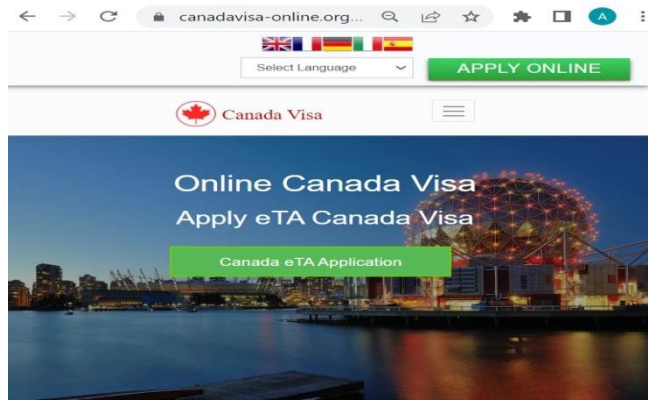 canadavisa-online.org...
A
Select Language
APPLY ONLINE
Canada Visa
Online Canada Visa
Apply eTA Canada Visa
Canada eTA Application